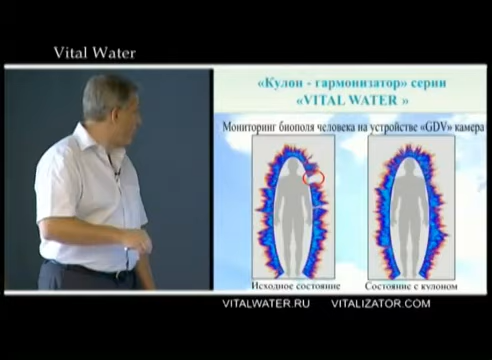 Vital Water
«Кулон - гармонизатор» серии
«VITAL WATER »
Мониторинг биополя человека на устройстве «GDV» камера
Исходное состояние
Состояние с кулоном
VITALWATER.RU VITALIZATOR.COM